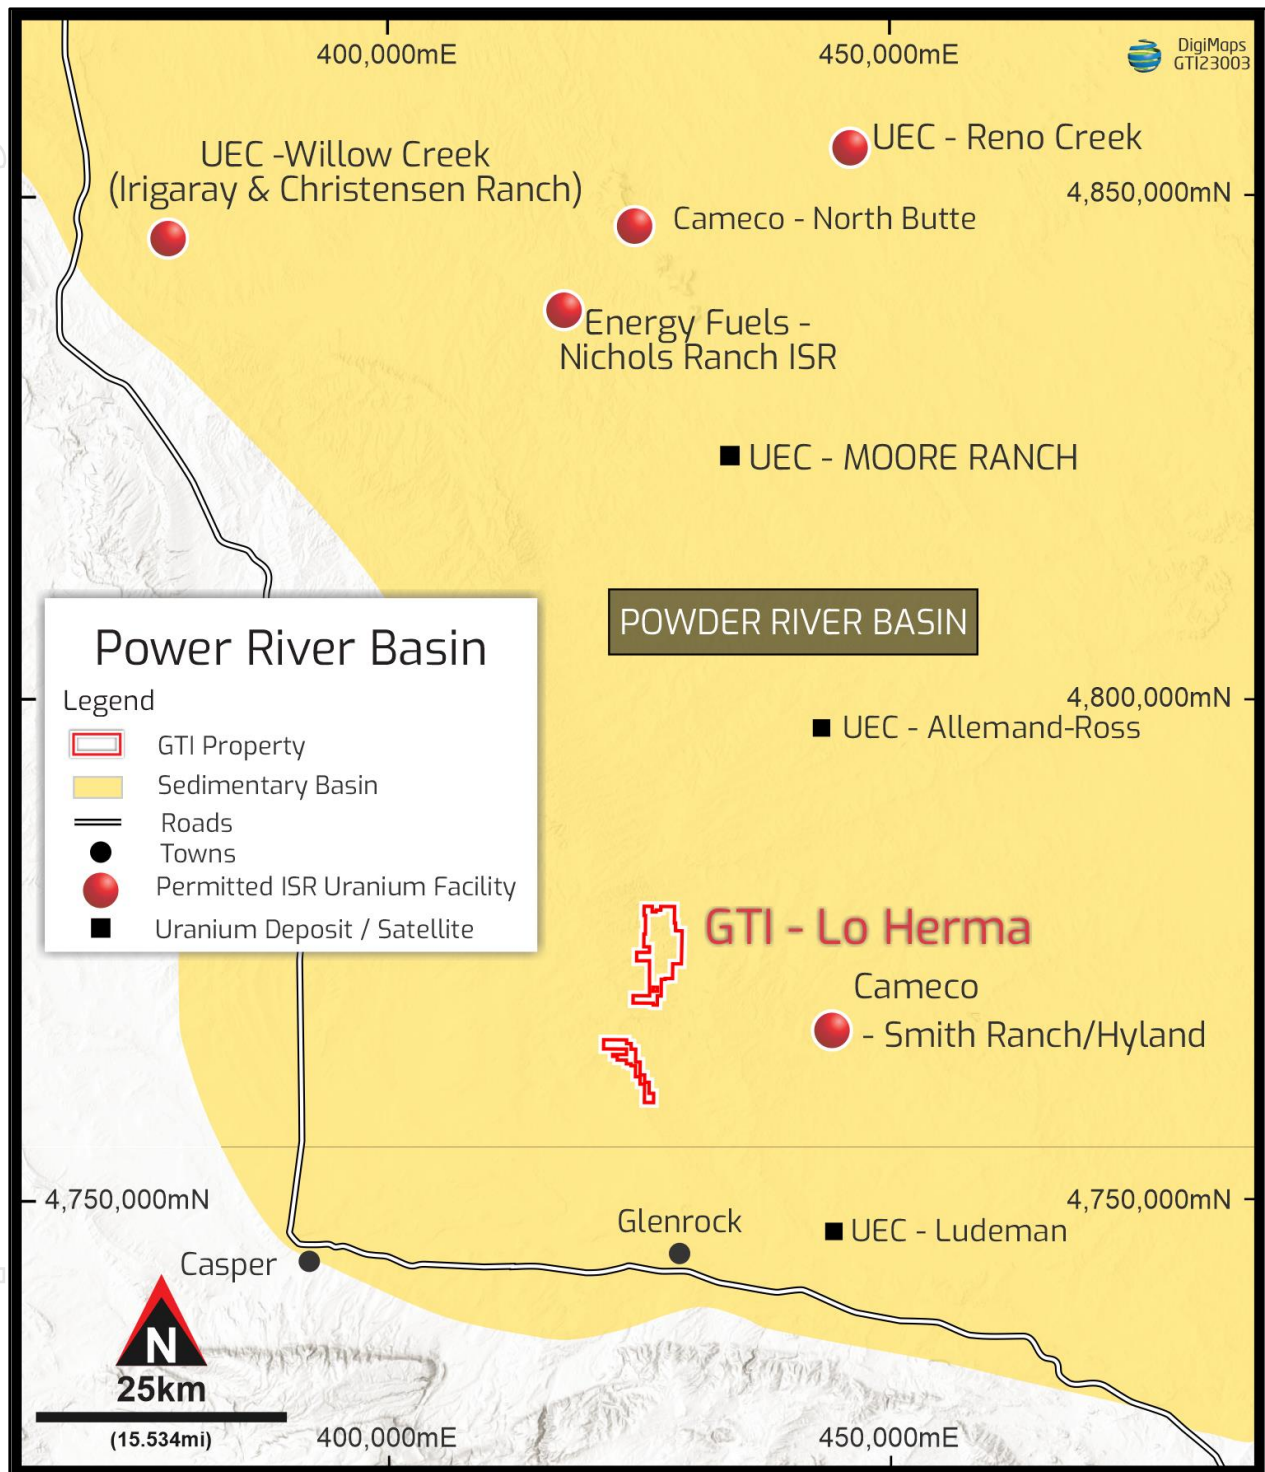 400,000mE
450,000mE
DigiMaps
GTI23003
UEC - Reno Creek
UEC -Willow Creek
(Irigaray & Christensen Ranch)
4,850,000mN
Cameco - North Butte
Energy Fuels -
Nichols Ranch ISR
UEC - MOORE RANCH
POWDER RIVER BASIN
Power River Basin
Legend
GTI Property
Sedimentary Basin
Roads
Towns
Permitted ISR Uranium Facility
Uranium Deposit / Satellite
4,800,000mN
UEC - Allemand-Ross
GTI - Lo Herma
Cameco
- Smith Ranch/Hyland
4,750,000mN
4,750,000mN
Glenrock
UEC - Ludeman
Casper
N
25km
(15.534mi)
400,000mE
450,000mE